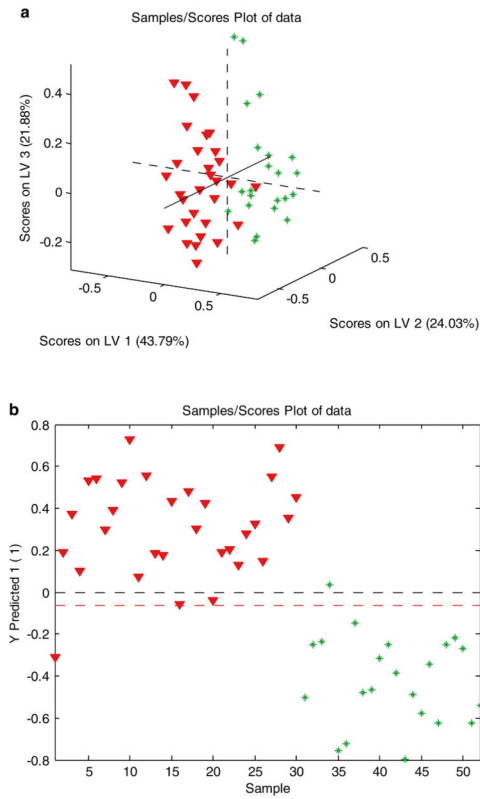 a
Samples/Scores Plot of data
Scores on LV 3 (21.88%)
0.4
0.2
0
-0.2
-0.5
0
0.5
-0.5
0
0.5
Scores on LV 1 (43.79%)
Scores on LV 2 (24.03%)
b
Samples/Scores Plot of data
Y Predicted 1 ( 1)
0.8
0.6
0.4
0.2
0
-0.2
-0.4
-0.6
-0.8
5 10 15 20 25 30 35 40 45 50
Sample